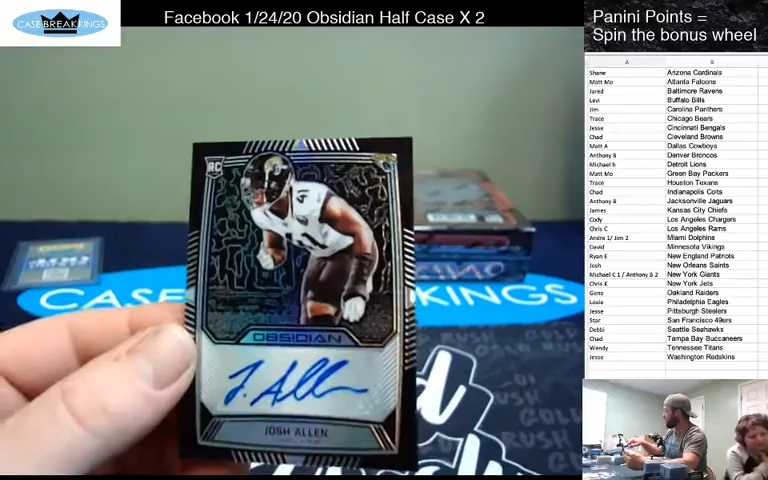 CASE BREAK KINGS
Facebook 1/24/20 Obsidian Half Case X 2
Panini Points =
Spin the bonus wheel
A B
Shane Arizona Cardinals
Matt Mo Atlanta Falcons
Jared Baltimore Ravens
Levi Buffalo Bills
Jim Carolina Panthers
Trace Chicago Bears
Jesse Cincinnati Bengals
Chad Cleveland Browns
Matt A Dallas Cowboys
Anthony B Denver Broncos
Michael h Detroit Lions
Matt Mo Green Bay Packers
Trace Houston Texans
Chad Indianapolis Colts
Anthony B Jacksonville Jaguars
James Kansas City Chiefs
Cody Los Angeles Chargers
Chris C Los Angeles Rams
Andre 1/ Jim 2 Miami Dolphins
David Minnesota Vikings
Ryan E New England Patriots
Josh New Orleans Saints
Michael C 1 / Anthony B 2 New York Giants
Chris K New York Jets
Gene Oakland Raiders
Louie Philadelphia Eagles
Jesse Pittsburgh Steelers
Star San Francisco 49ers
Debbi Seattle Seahawks
Chad Tampa Bay Buccaneers
Wendy Tennessee Titans
Jesse Washington Redskins
RC
41
OBSIDIAN
J. Allen
JOSH ALLEN
CASE KINGS